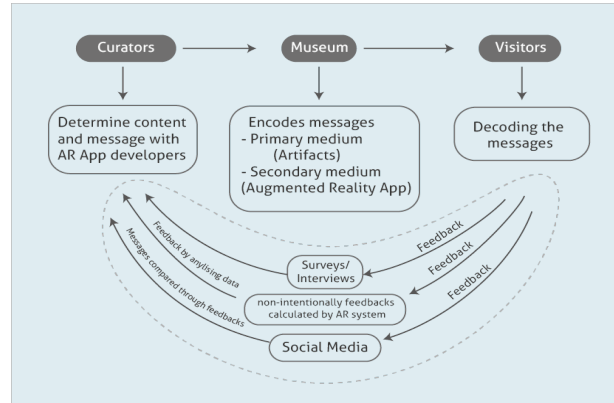 Curators
Museum
Visitors
Determine content
and message with
AR App developers
Encodes messages
- Primary medium
(Artifacts)
- Secondary medium
(Augmented Reality App)
Decoding the
messages
Feedback
Feedback
Feedback
Surveys/
Interviews
non-intentionally feedbacks
calculated by AR system
Social Media
Feedback by anyllsing data
Messages compared through feedbacks